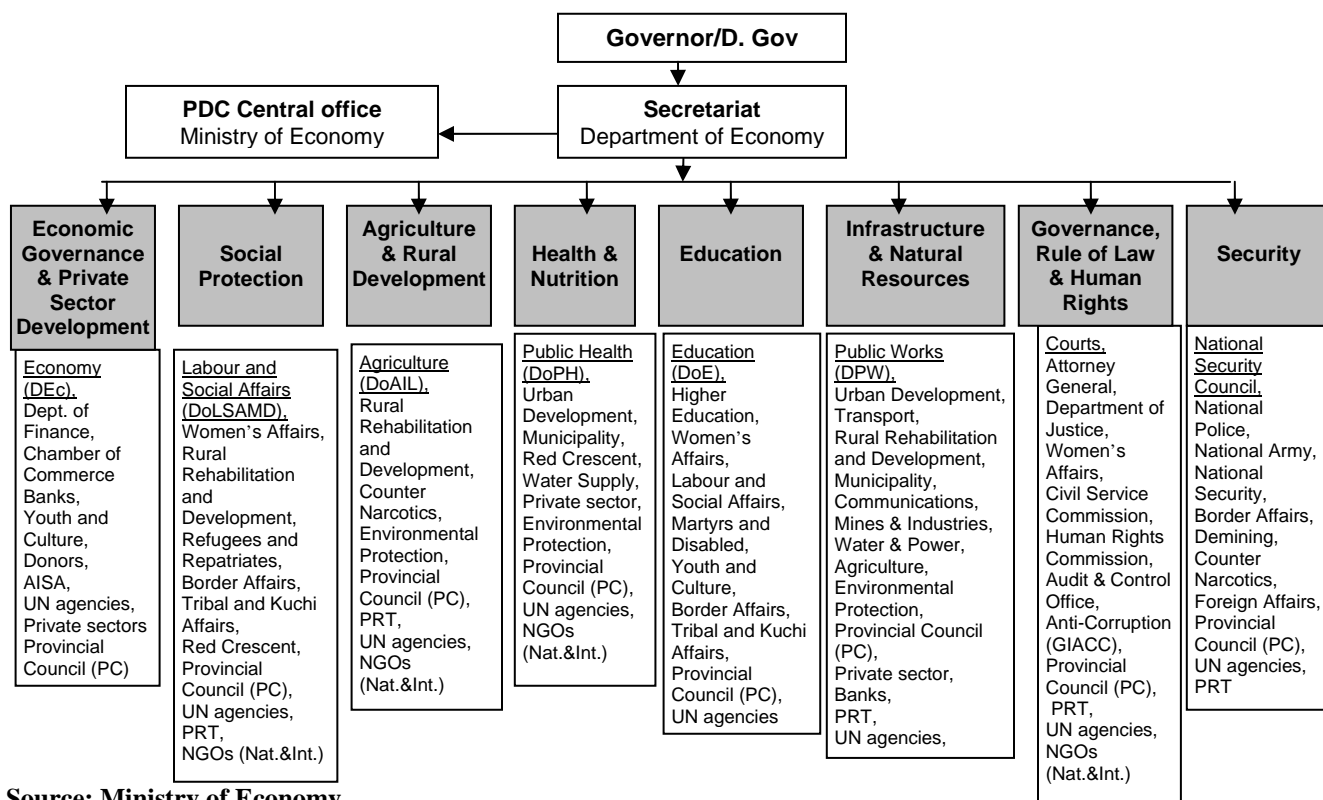 Governor/D. Gov
PDC Central office
Ministry of Economy
Secretariat
Department of Economy
Economic
Governance
& Private
Sector
Development
Social
Protection
Agriculture
& Rural
Development
Health &
Nutrition
Education
Infrastructure
& Natural
Resources
Governance,
Rule of Law
& Human
Rights
Security
Economy
(DEc),
Dept. of
Finance,
Chamber of
Commerce
Banks,
Youth and
Culture,
Donors,
AISA,
UN agencies,
Private sectors
Provincial
Council (PC)
Labour and
Social Affairs
(DoLSAMD),
Women's Affairs,
Rural
Rehabilitation
and
Development,
Refugees and
Repatriates,
Border Affairs,
Tribal and Kuchi
Affairs,
Red Crescent,
Provincial
Council (PC),
UN agencies,
PRT,
NGOs (Nat.&Int.)
Agriculture
(DoAIL),
Rural
Rehabilitation
and
Development,
Counter
Narcotics,
Environmental
Protection,
Provincial
Council (PC),
PRT,
UN agencies,
NGOs
(Nat.&Int.)
Public Health
(DoPH),
Urban
Development,
Municipality,
Red Crescent,
Water Supply,
Private sector,
Environmental
Protection,
Provincial
Council (PC),
UN agencies,
NGOs
(Nat.&Int.)
Education
(DoE),
Higher
Education,
Women's
Affairs,
Labour and
Social Affairs,
Martyrs and
Disabled,
Youth and
Culture,
Border Affairs,
Tribal and Kuchi
Affairs,
Provincial
Council (PC),
UN agencies
Public Works
(DPW),
Urban Development,
Transport,
Rural Rehabilitation
and Development,
Municipality,
Communications,
Mines & Industries,
Water & Power,
Agriculture,
Environmental
Protection,
Provincial Council
(PC),
Private sector,
Banks,
PRT,
UN agencies,
Courts,
Attorney
General,
Department of
Justice,
Women's
Affairs,
Civil Service
Commission,
Human Rights
Commission,
Audit & Control
Office,
Anti-Corruption
(GIACC),
Provincial
Council (PC),
PRT,
UN agencies,
NGOs
(Nat.&Int.)
National
Security
Council,
National
Police,
National Army,
National
Security,
Border Affairs,
Demining,
Counter
Narcotics,
Foreign Affairs,
Provincial
Council (PC),
UN agencies,
PRT
Source: Ministry of Economy